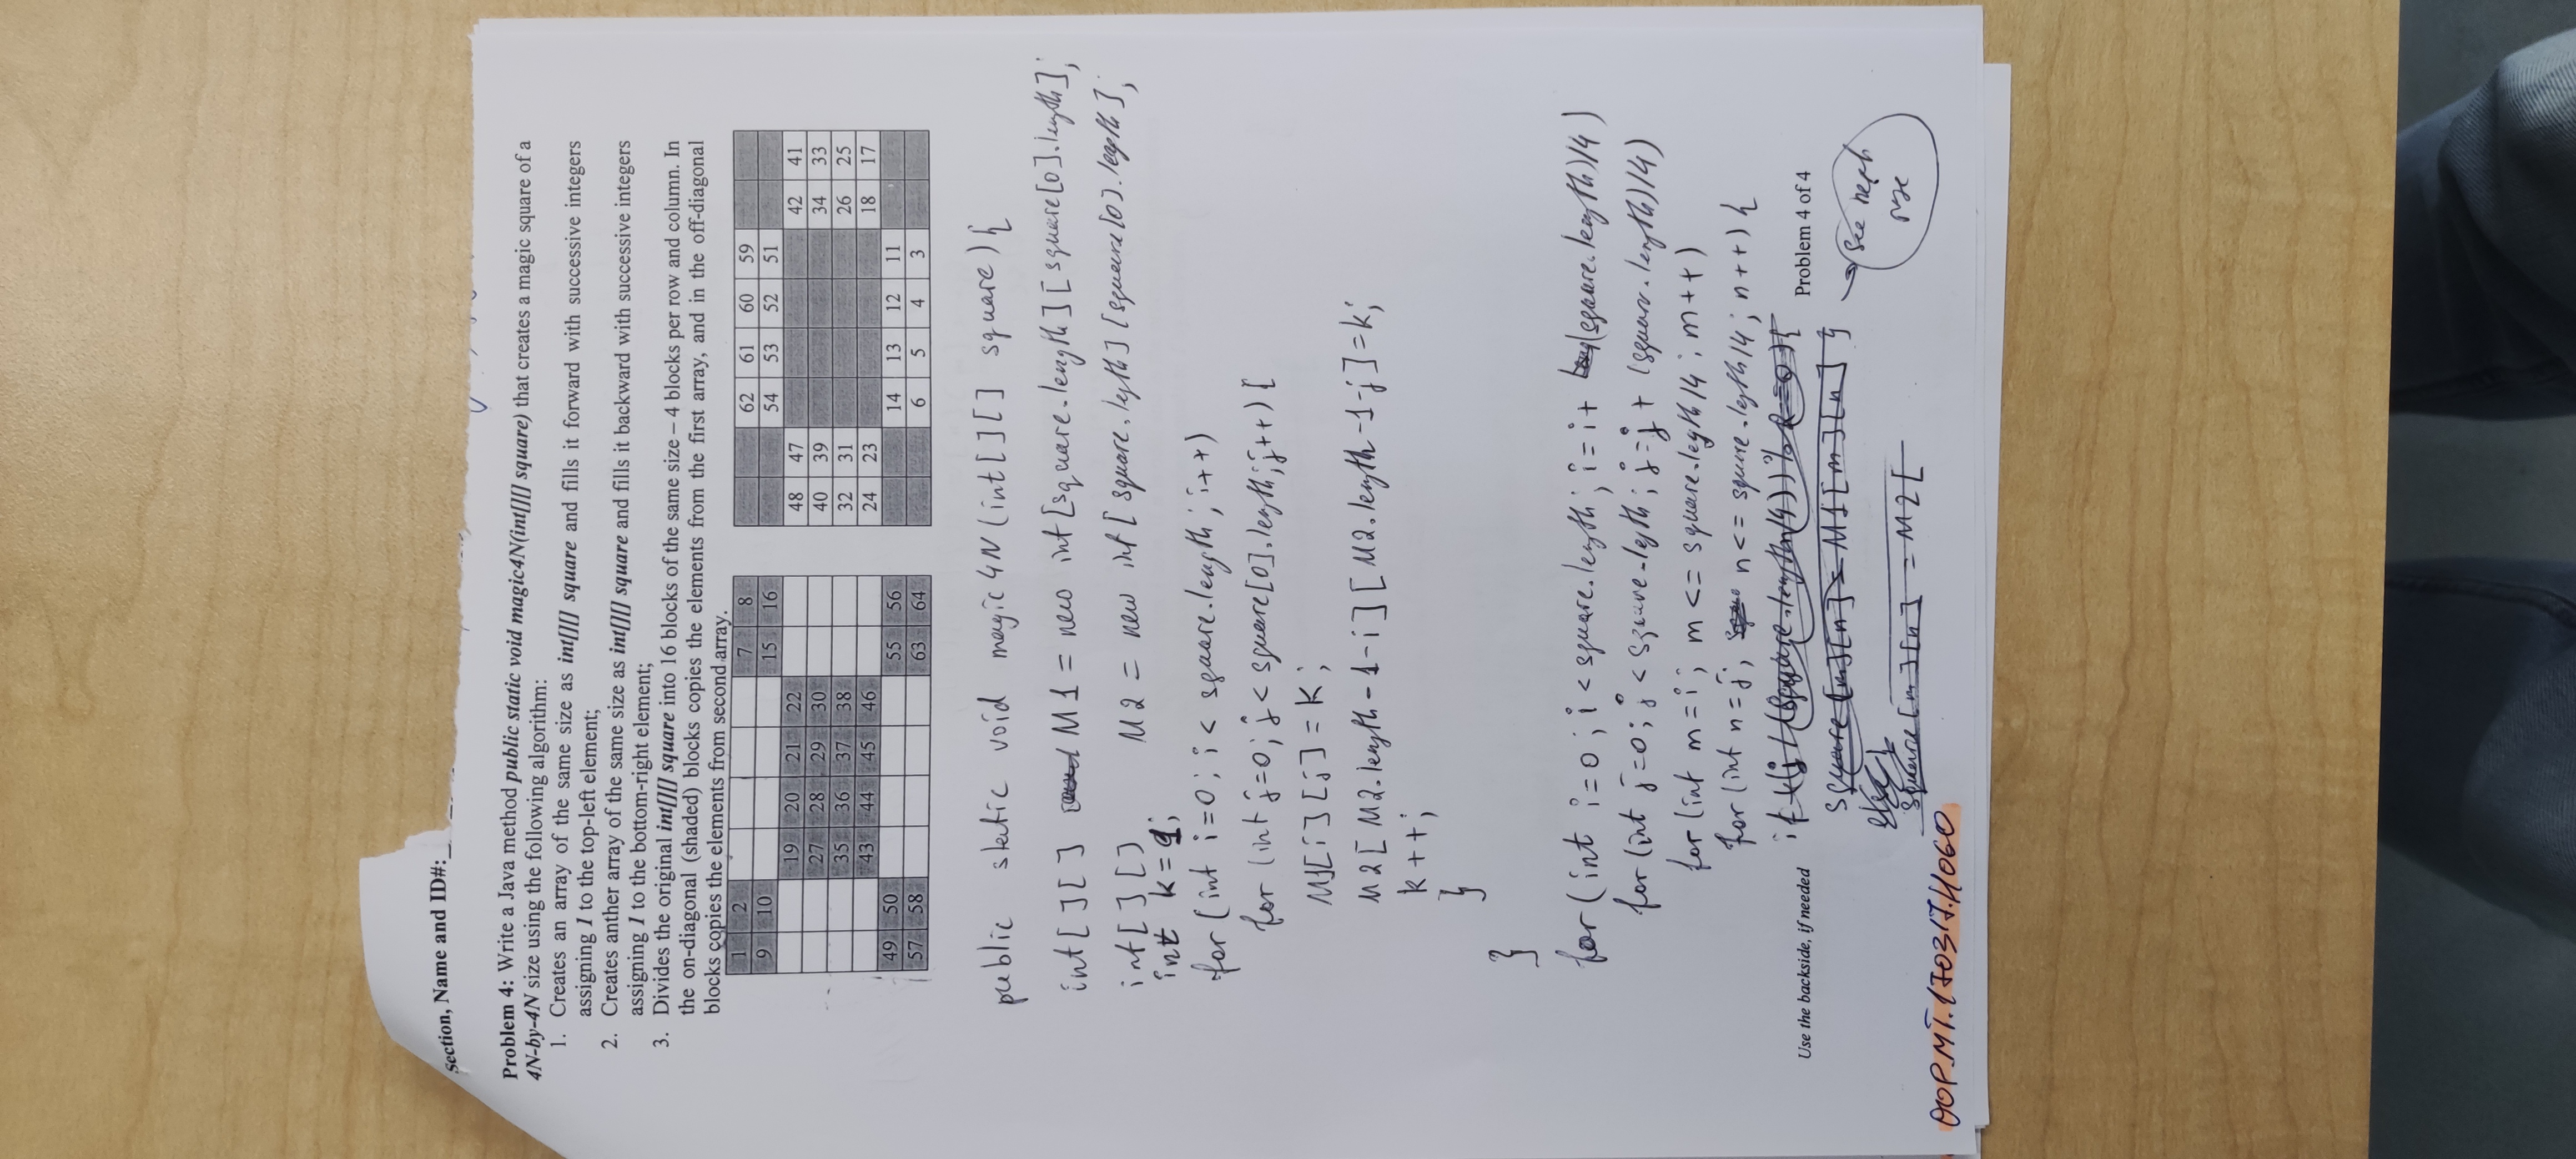 Section, Name and ID#:
Problem 4: Write a Java method public static void magic4N(int[][] square) that creates a magic square of a
4N-by-4N size using the following algorithm:
1. Creates an array of the same size as int[][] square and fills it forward with successive integers
assigning 1 to the top-left element;
2. Creates anther array of the same size as int[][] square and fills it backward with successive integers
assigning 1 to the bottom-right element;
3. Divides the original int[][] square into 16 blocks of the same size – 4 blocks per row and column. In
the on-diagonal (shaded) blocks copies the elements from the first array, and in the off-diagonal
blocks copies the elements from second array.
1 2 7 8
9 10 15 16
19 20 21 22
27 28 29 30
35 36 37 38
43 44 45 46
49 50 55 56
57 58 63 64
62 61 60 59
54 53 52 51
48 47 42 41
40 39 34 33
32 31 26 25
24 23 18 17
14 13 12 11
6 5 4 3
public static void magic4N(int[][] square){
int[][] M1 = new int[square.length][square[0].length];
int[][] M2 = new int[square.length][square[0].length];
int k=1;
for(int i=0; i<square.length; i++)
for(int j=0; j<square[0].length; j++){
M1[i][j]=k;
M2[M2.length-1-i][M2.length-1-j]=k;
k++;
}
}
for(int i=0; i<square.length; i=i+(square.length)/4)
for(int j=0; j<square.length; j=j+(square.length)/4)
for(int m=i; m<=square.length/4; m++)
for(int n=j; n<=square.length/4; n++){
if((j/(square.length/4))%2==0){
square[m][n]=M1[m][n]}
else{
square[m][n]=M2[
Use the backside, if needed
Problem 4 of 4
See next
OOP.MT.170317.11060